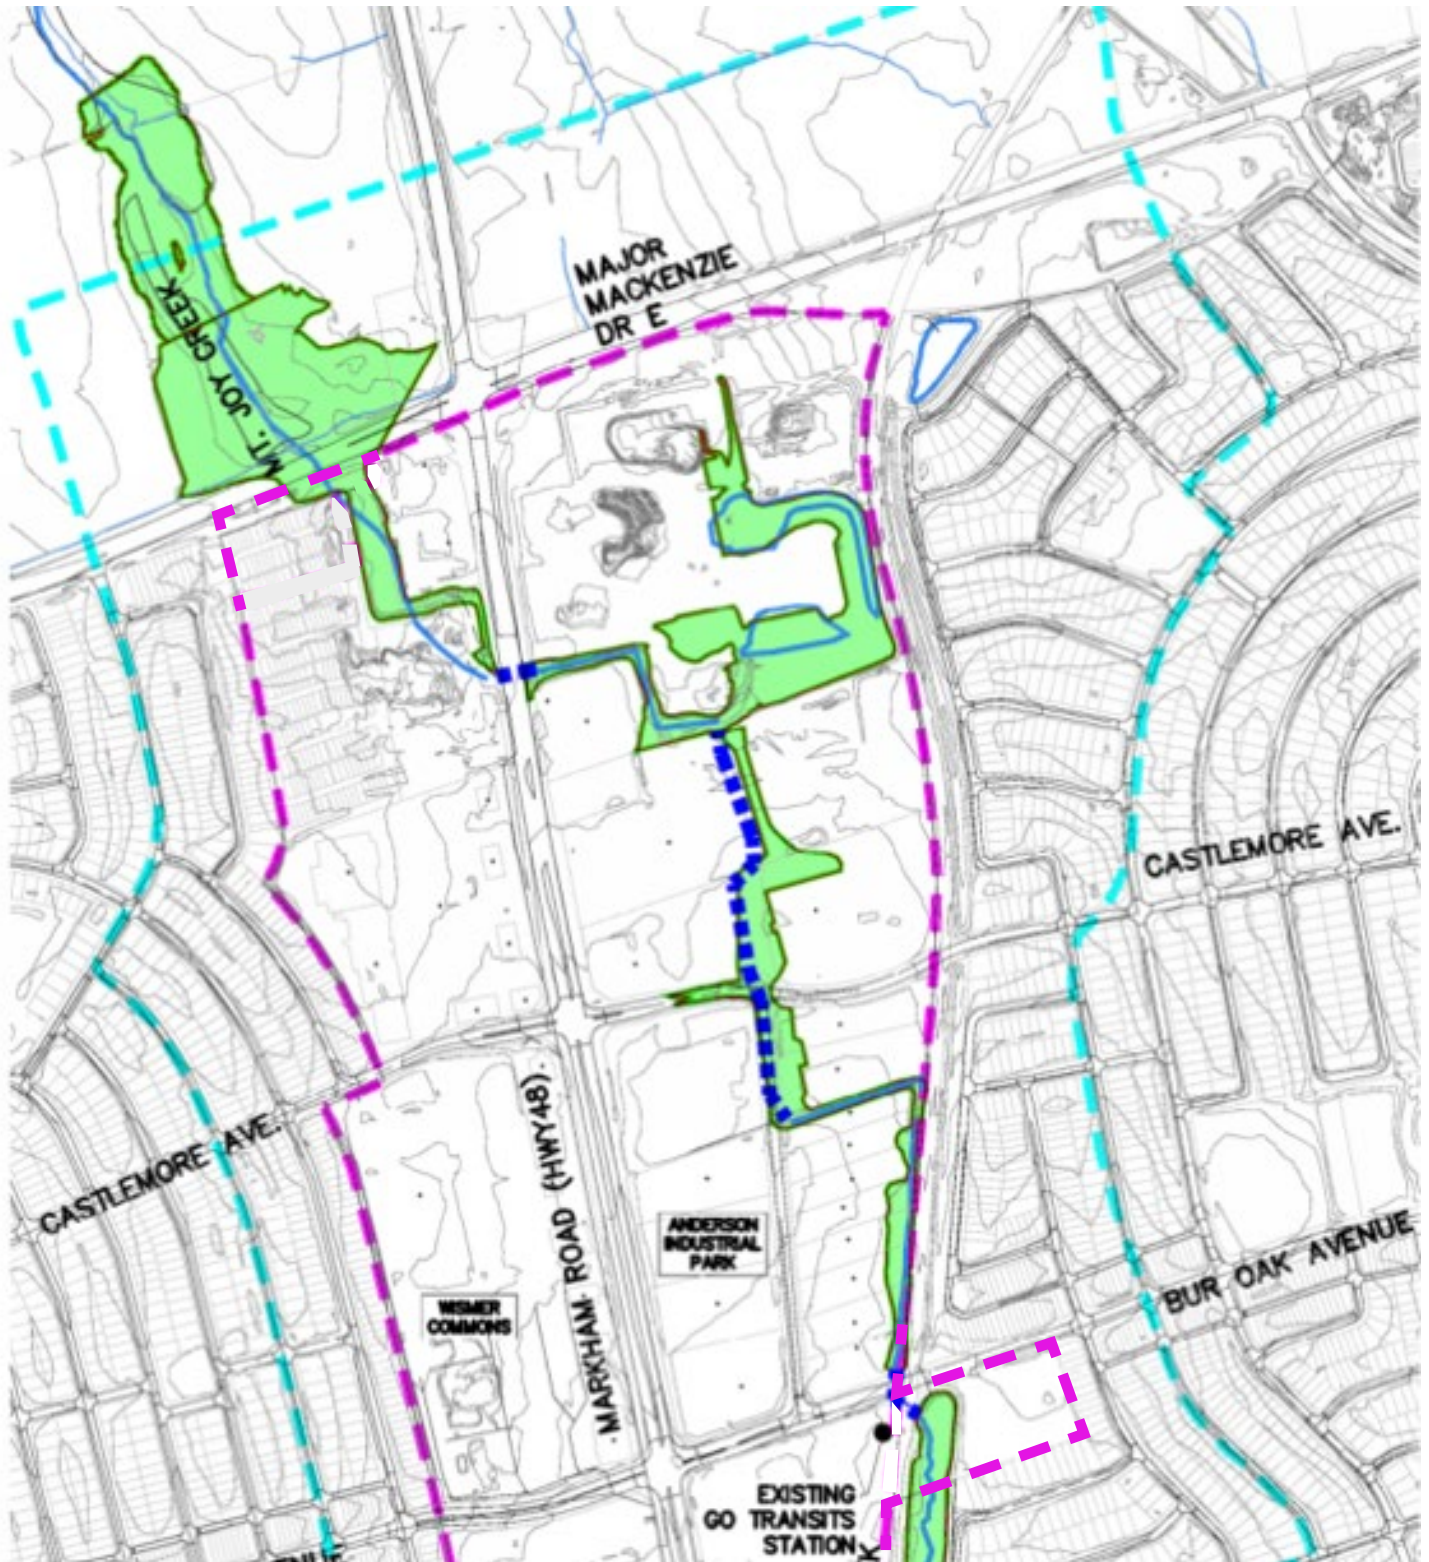 MAJOR
MACKENZIE
DR E
MT. JOY CREEK
CASTLEMORE AVE.
CASTLEMORE AVE.
MARKHAM ROAD (HWY48).
ANDERSON
INDUSTRIAL
PARK
BUR OAK AVENUE
WISMER
COMMONS
EXISTING
GO TRANSITS
STATION